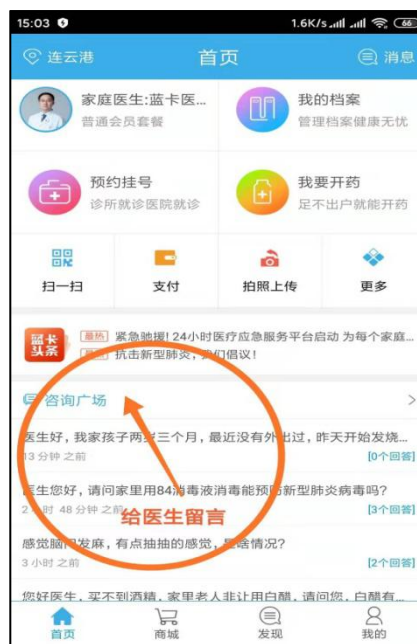 15:03
1.6K/s
66
连云港
首页
消息
家庭医生:蓝卡医...
普通会员套餐
我的档案
管理档案健康无忧
预约挂号
诊所就诊医院就诊
我要开药
足不出户就能开药
扫一扫
支付
拍照上传
更多
蓝卡
头条
最热
紧急驰援!24小时医疗应急服务平台启动 为每个家庭...
抗击新型肺炎,我们倡议!
咨询广场
医生好,我家孩子两岁三个月,最近没有外出过,昨天开始发烧...
13 分钟 之前
[0个回答]
医生您好,请问家里用84消毒液消毒能预防新型肺炎病毒吗?
2 小时 48 分钟 之前
[3个回答]
给医生留言
感觉脑门发麻,有点抽抽的感觉,是啥情况?
3 小时 之前
[2个回答]
您好医生,买不到酒精,家里老人非让用白醋,请问您,白醋有...
首页
商城
发现
我的